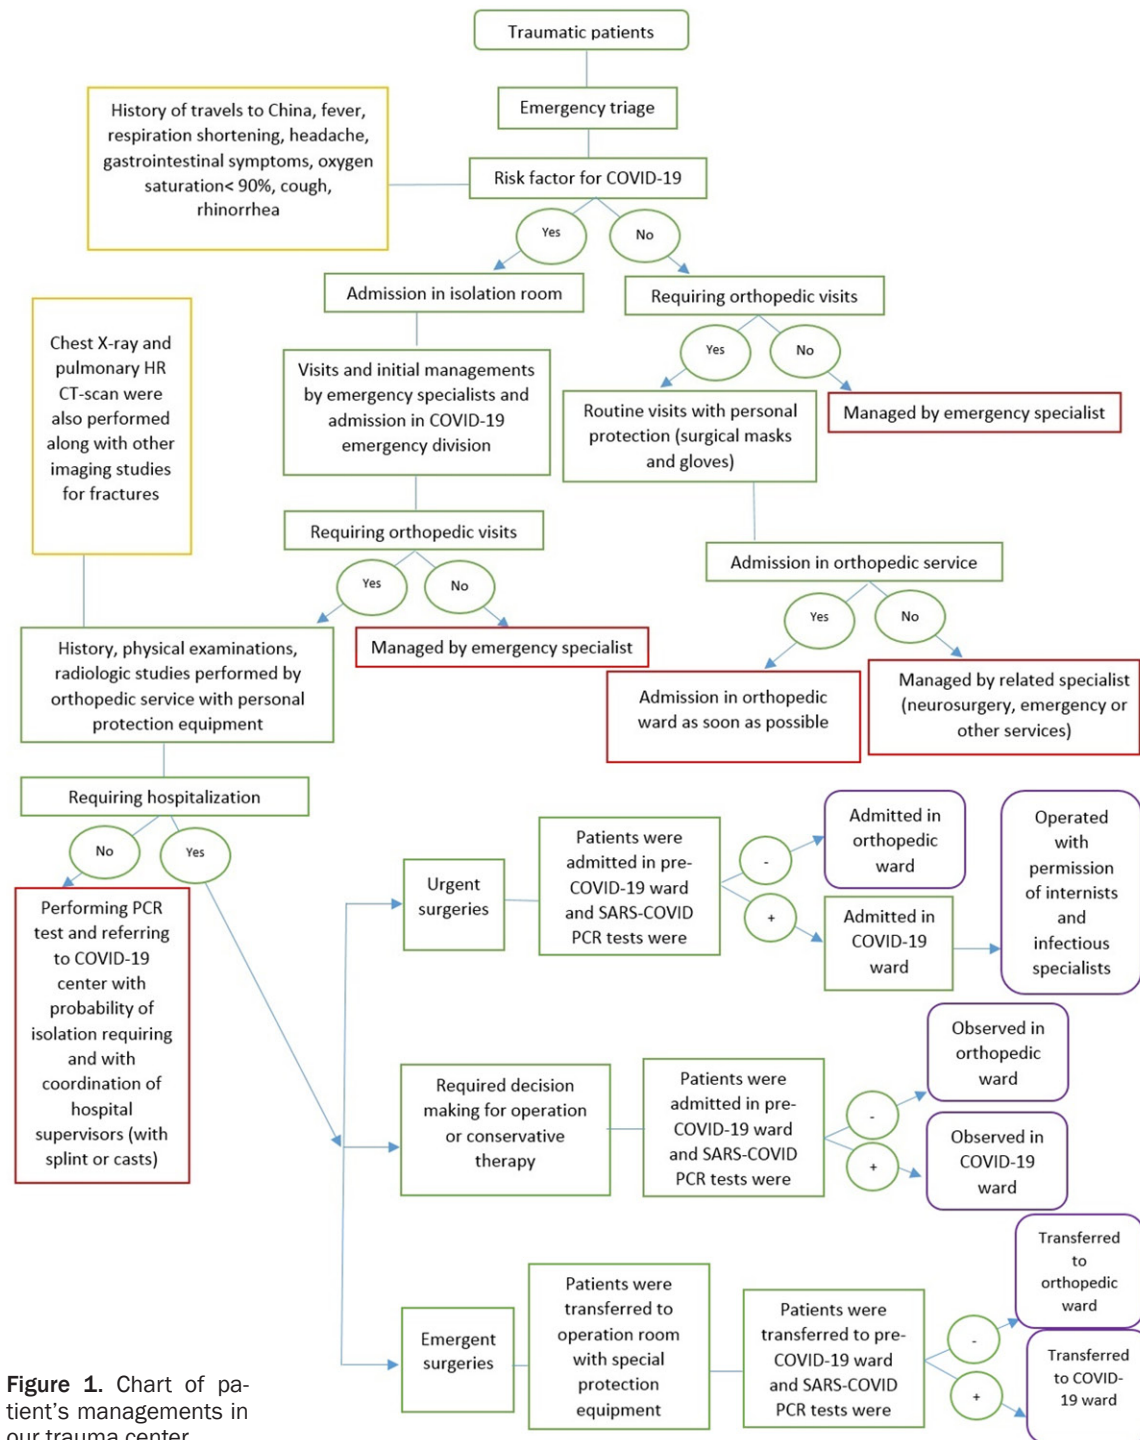 Traumatic patients
Emergency triage
History of travels to China, fever,
respiration shortening, headache,
gastrointestinal symptoms, oxygen
saturation< 90%, cough,
rhinorrhea
Risk factor for COVID-19
Yes
No
Admission in isolation room
Requiring orthopedic visits
Yes
No
Chest X-ray and
pulmonary HR
CT-scan were
also performed
along with other
imaging studies
for fractures
Visits and initial managements
by emergency specialists and
admission in COVID-19
emergency division
Routine visits with personal
protection (surgical masks
and gloves)
Managed by emergency specialist
Requiring orthopedic visits
Yes
No
Admission in orthopedic service
Yes
No
History, physical examinations,
radiologic studies performed by
orthopedic service with personal
protection equipment
Managed by emergency specialist
Admission in orthopedic
ward as soon as possible
Managed by related specialist
(neurosurgery, emergency or
other services)
Requiring hospitalization
No
Yes
Performing PCR
test and referring
to COVID-19
center with
probability of
isolation requiring
and with
coordination of
hospital
supervisors (with
splint or casts)
Urgent
surgeries
Patients were
admitted in pre-
COVID-19 ward
and SARS-COVID
PCR tests were
-
+
Admitted in
orthopedic
ward
Admitted in
COVID-19
ward
Operated
with
permission
of internists
and
infectious
specialists
Required decision
making for operation
or conservative
therapy
Patients were
admitted in pre-
COVID-19 ward
and SARS-COVID
PCR tests were
-
+
Observed in
orthopedic
ward
Observed in
COVID-19
ward
Emergent
surgeries
Patients were
transferred to
operation room
with special
protection
equipment
Patients were
transferred to pre-
COVID-19 ward
and SARS-COVID
PCR tests were
-
+
Transferred
to
orthopedic
ward
Transferred
to COVID-
19 ward
Figure 1. Chart of pa-
tient's managements in
our trauma center